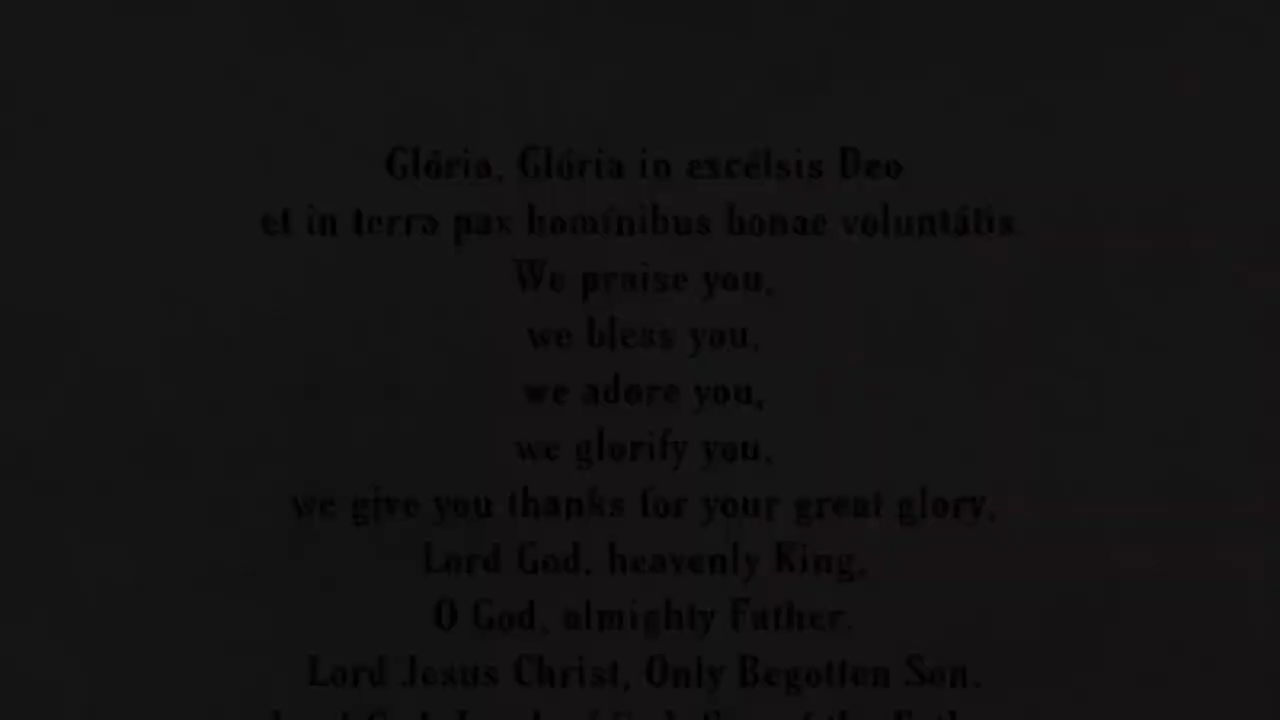 Glória, Glória in excélsis Deo
et in terra pax homínibus bonae voluntátis
We praise you,
we bless you,
we adore you,
we glorify you,
we give you thanks for your great glory,
Lord God, heavenly King,
O God, almighty Father.
Lord Jesus Christ, Only Begotten Son,